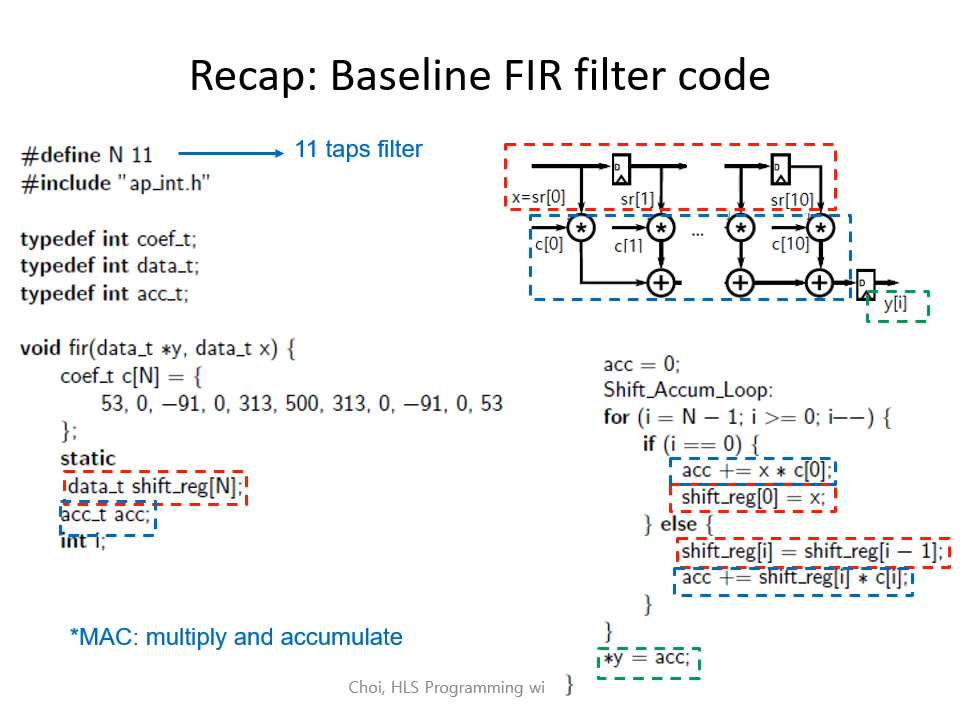 Recap: Baseline FIR filter code
#define N 11
11 taps filter
#include "ap_int.h"
typedef int coef_t;
typedef int data_t;
typedef int acc_t;
void fir(data_t *y, data_t x) {
coef_t c[N] = {
53, 0, −91, 0, 313, 500, 313, 0, −91, 0, 53
};
static
data_t shift_reg[N];
acc_t acc;
int i;
*MAC: multiply and accumulate
D
D
x=sr[0]
sr[1]
sr[10]
* * * *
c[0]
c[1]
...
c[10]
+ + +
D
y[i]
acc = 0;
Shift_Accum_Loop:
for (i = N − 1; i >= 0; i−−) {
if (i == 0) {
acc += x * c[0];
shift_reg[0] = x;
} else {
shift_reg[i] = shift_reg[i − 1];
acc += shift_reg[i] * c[i];
}
}
*y = acc;
}
Choi, HLS Programming wi